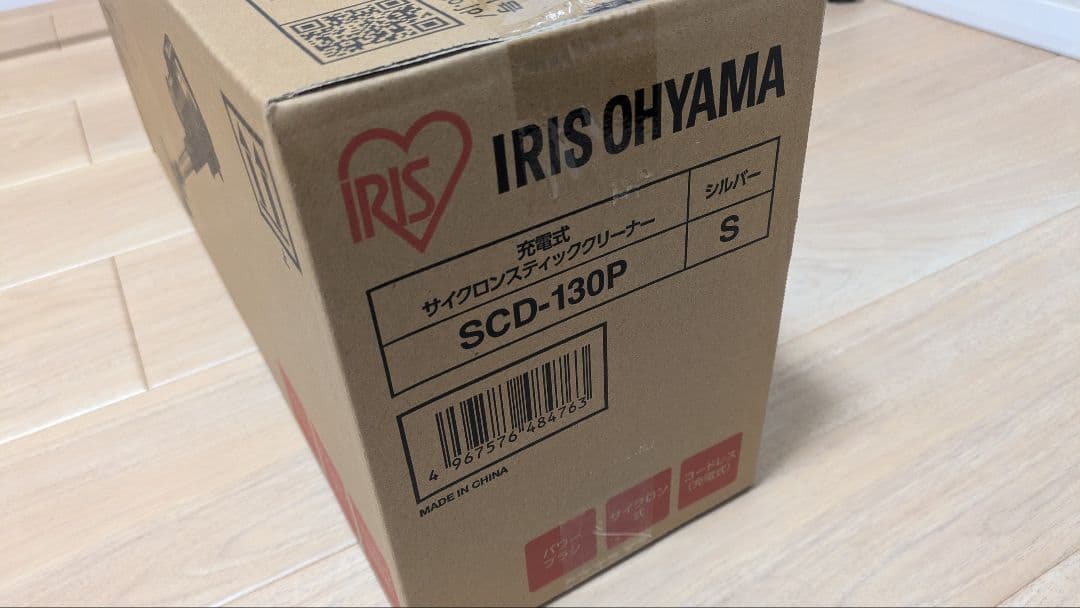 IRIS
IRIS OHYAMA
充電式
サイクロンスティッククリーナー
シルバー
SCD-130P
S
4 967576 484763
MADE IN CHINA
パワー
ブラシ
サイクロン
式
コードレス
(充電式)